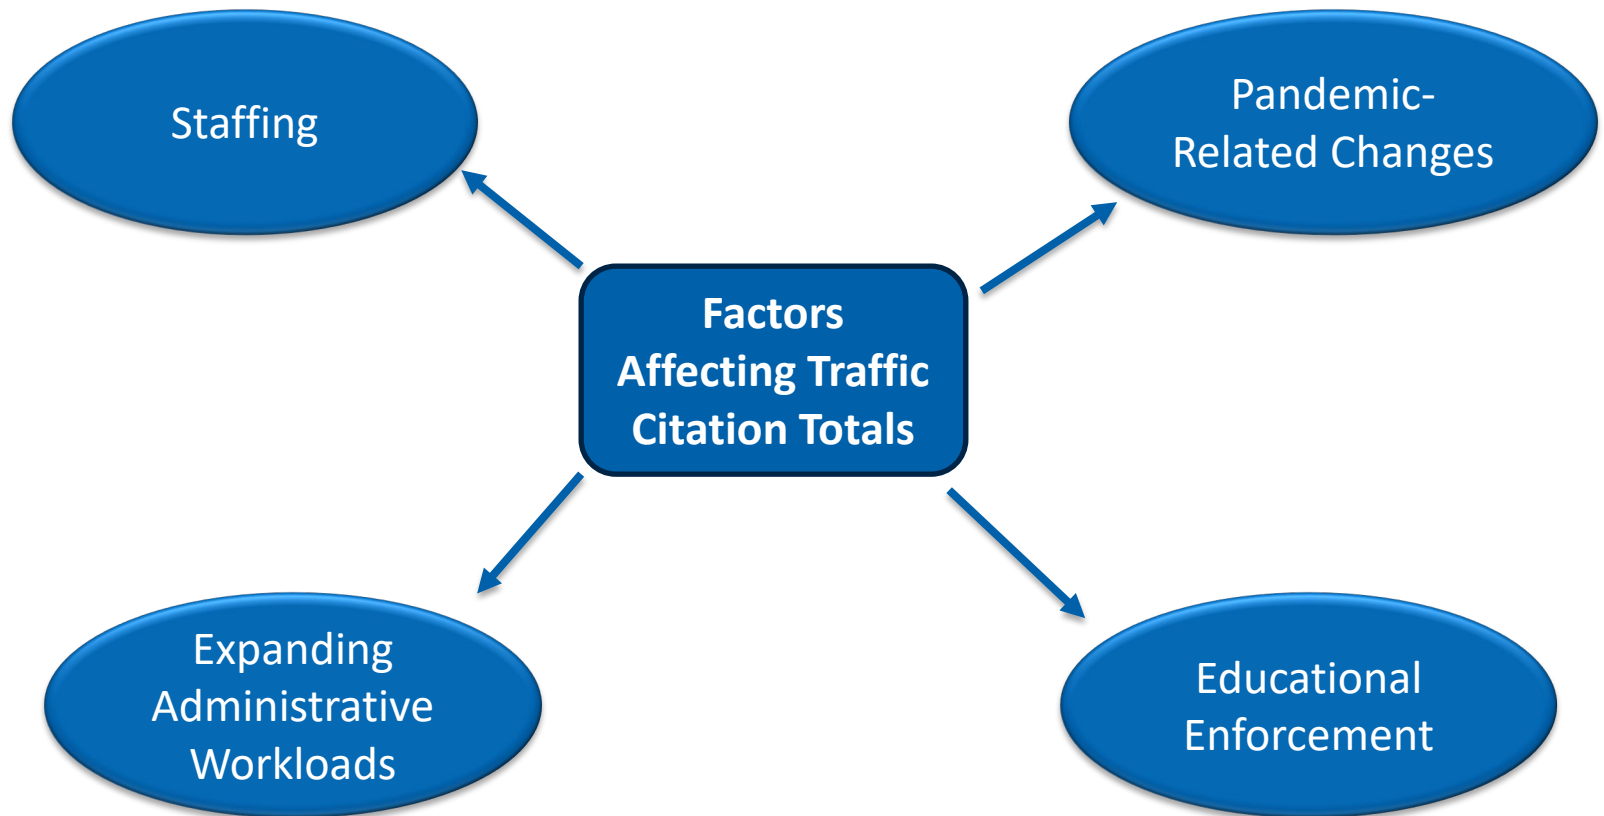 Staffing
Pandemic-
Related Changes
Factors
Affecting Traffic
Citation Totals
Expanding
Administrative
Workloads
Educational
Enforcement